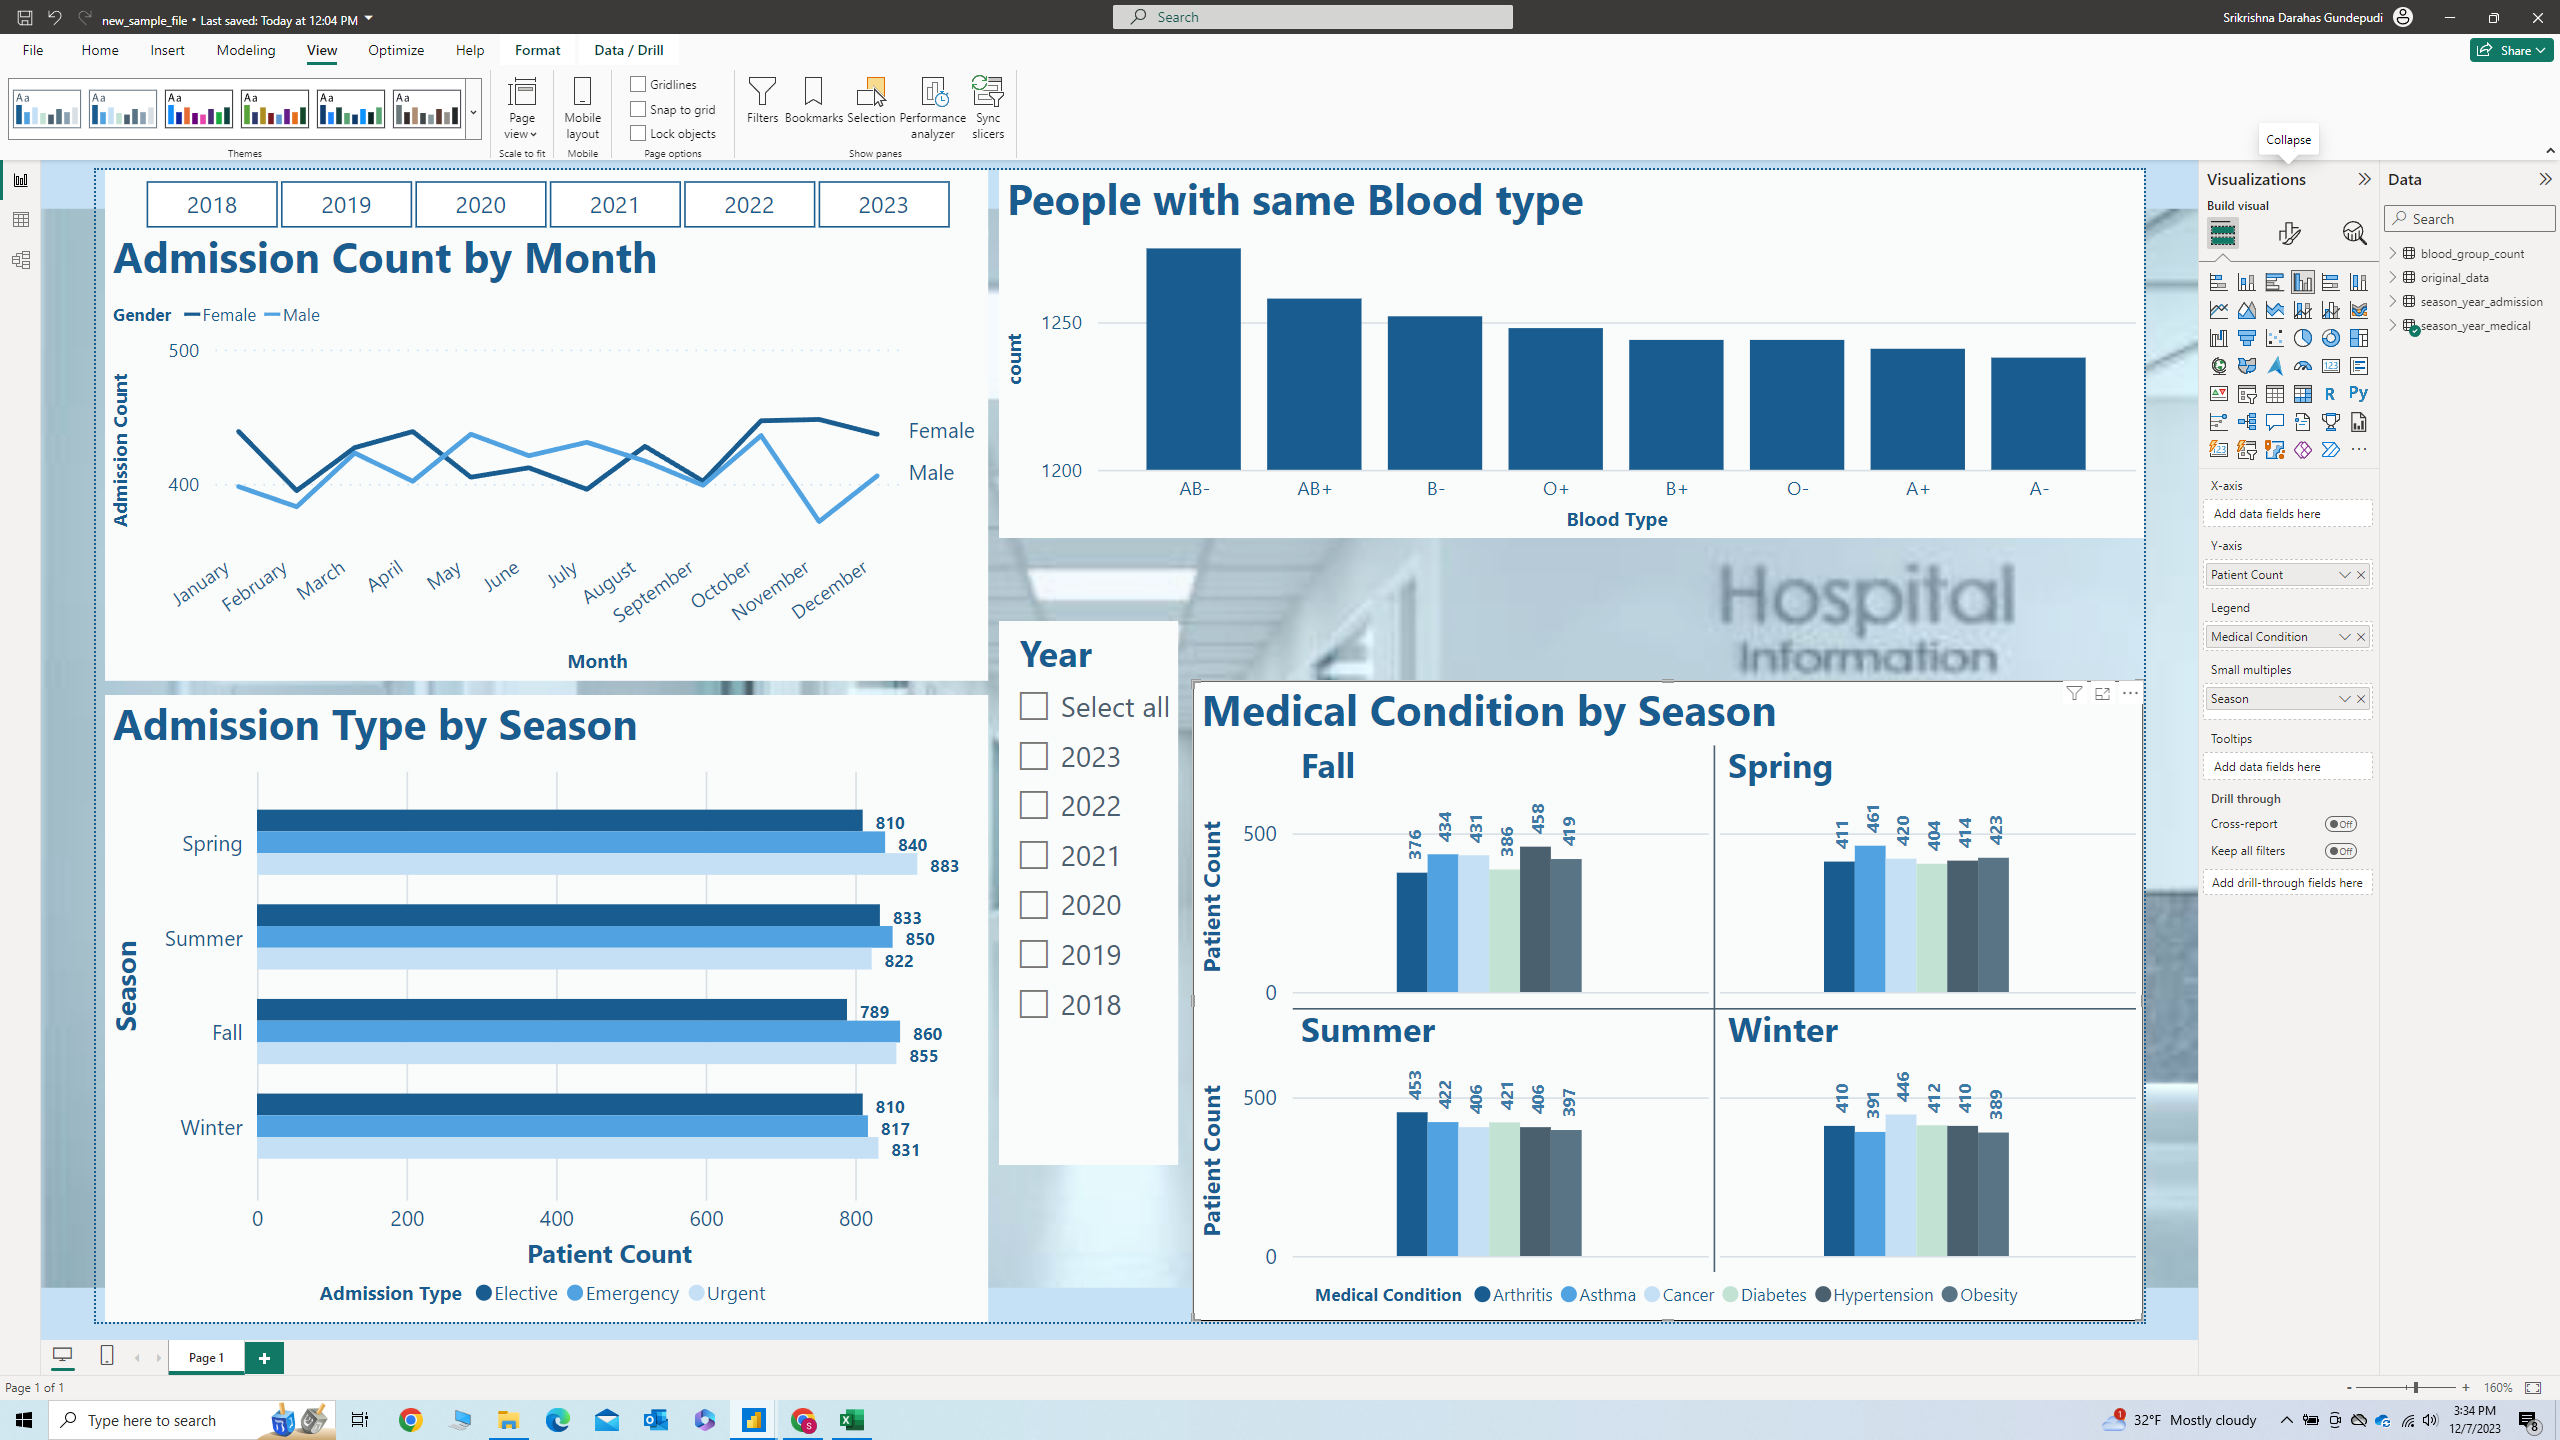 new_sample_file • Last saved: Today at 12:04 PM
Search
Srikrishna Darahas Gundepudi
File Home Insert Modeling View Optimize Help Format Data / Drill
Share
Aa Aa Aa Aa Aa Aa
Themes
Page view
Scale to fit
Mobile layout
Mobile
Gridlines
Snap to grid
Lock objects
Page options
Filters
Bookmarks
Selection
Performance analyzer
Sync slicers
Show panes
Collapse
2018 2019 2020 2021 2022 2023
Admission Count by Month
Gender Female Male
Admission Count
500
400
Female
Male
January February March April May June July August September October November December
Month
People with same Blood type
count
1250
1200
AB- AB+ B- O+ B+ O- A+ A-
Blood Type
Hospital
Information
Admission Type by Season
Season
Spring
810
840
883
Summer
833
850
822
Fall
789
860
855
Winter
810
817
831
0 200 400 600 800
Patient Count
Admission Type Elective Emergency Urgent
Year
Select all
2023
2022
2021
2020
2019
2018
Medical Condition by Season
Fall
Patient Count
500
0
376 434 431 386 458 419
Spring
411 461 420 404 414 423
Summer
Patient Count
500
0
453 422 406 421 406 397
Winter
410 391 446 412 410 389
Medical Condition Arthritis Asthma Cancer Diabetes Hypertension Obesity
Visualizations
Build visual
123
R Py
123
X-axis
Add data fields here
Y-axis
Patient Count
Legend
Medical Condition
Small multiples
Season
Tooltips
Add data fields here
Drill through
Cross-report
Off
Keep all filters
Off
Add drill-through fields here
Data
Search
blood_group_count
original_data
season_year_admission
season_year_medical
Page 1
+
Page 1 of 1
- + 160%
Type here to search
S
1
32°F Mostly cloudy
3:34 PM
12/7/2023
8